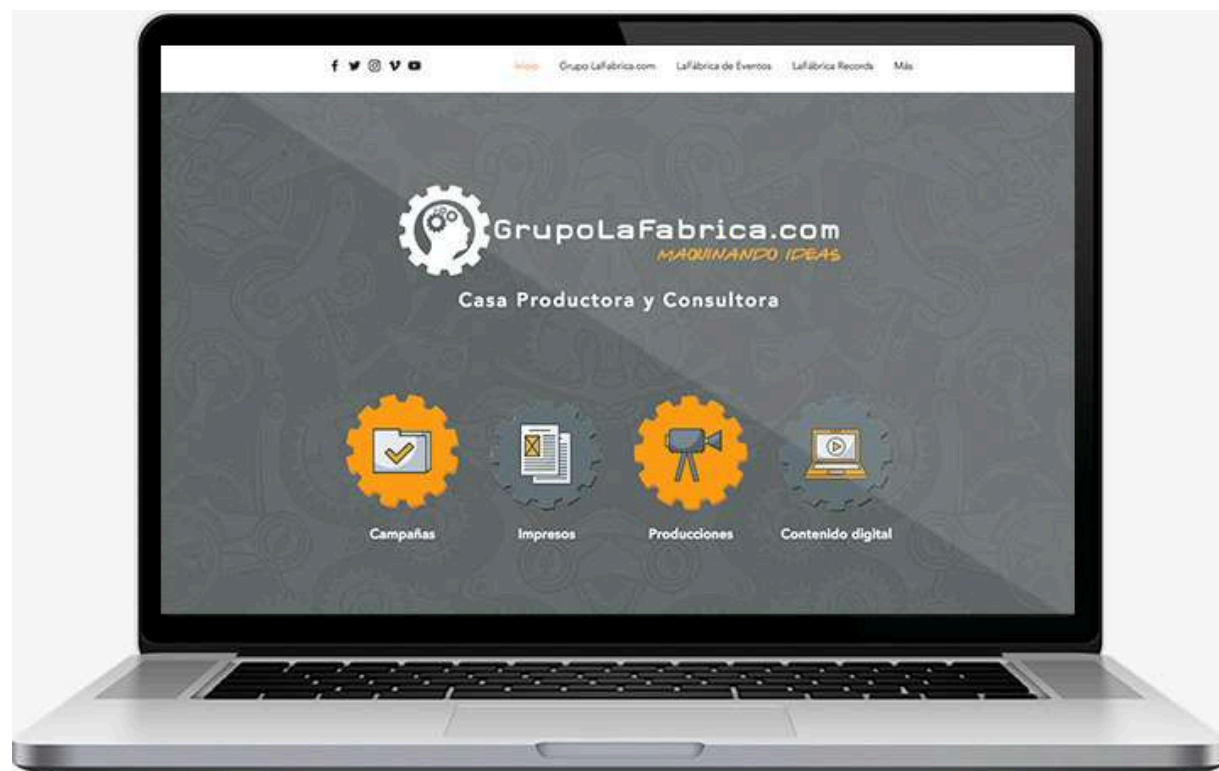 Inicio Grupo LaFabrica.com LaFábrica de Eventos LaFábrica Records Más
GrupoLaFabrica.com
MAQUINANDO IDEAS
Casa Productora y Consultora
Campañas Impresos Producciones Contenido digital